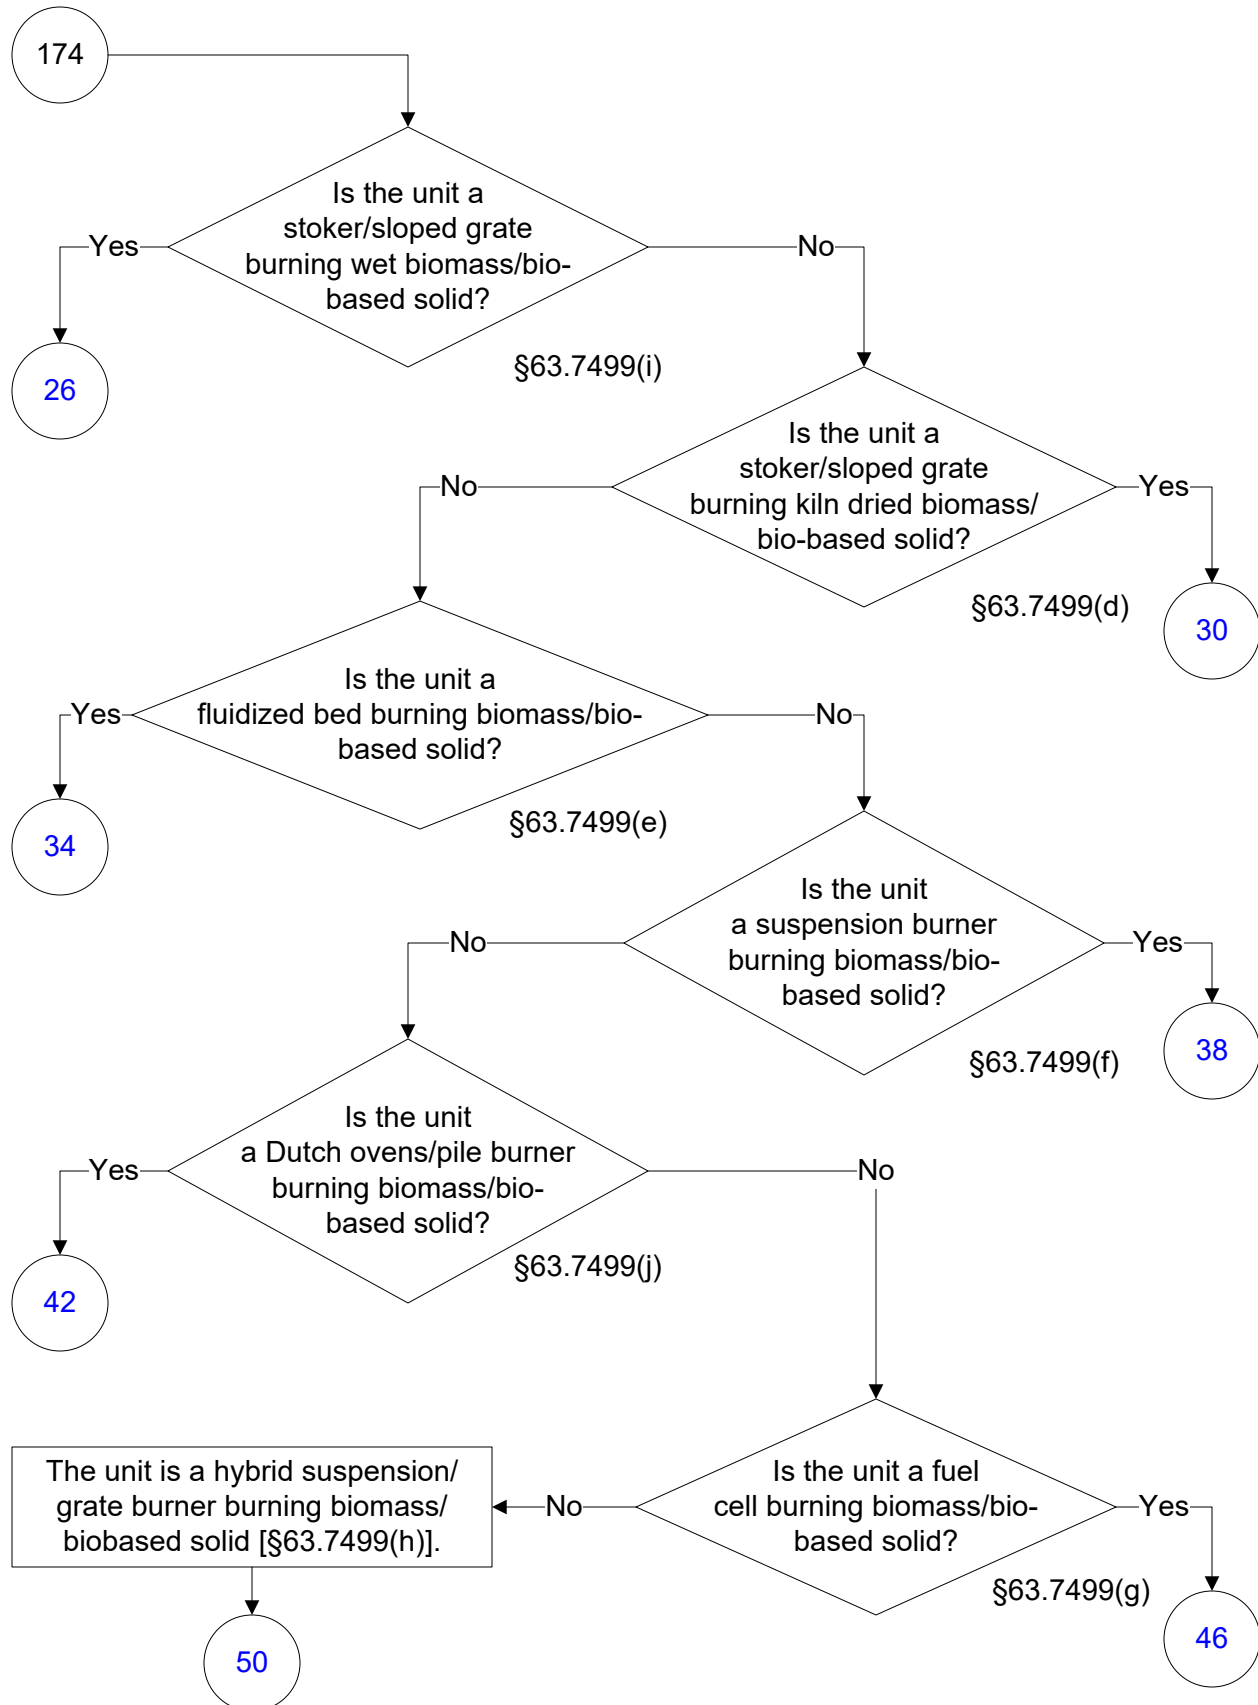 174
Is the unit a
stoker/sloped grate
burning wet biomass/bio-
based solid?
Yes
No
§63.7499(i)
26
Is the unit a
stoker/sloped grate
burning kiln dried biomass/
bio-based solid?
No
Yes
§63.7499(d)
30
Is the unit a
fluidized bed burning biomass/bio-
based solid?
Yes
No
§63.7499(e)
34
Is the unit
a suspension burner
burning biomass/bio-
based solid?
No
Yes
§63.7499(f)
38
Is the unit
a Dutch ovens/pile burner
burning biomass/bio-
based solid?
Yes
No
§63.7499(j)
42
Is the unit a fuel
cell burning biomass/bio-
based solid?
No
Yes
§63.7499(g)
46
The unit is a hybrid suspension/
grate burner burning biomass/
biobased solid [§63.7499(h)].
50